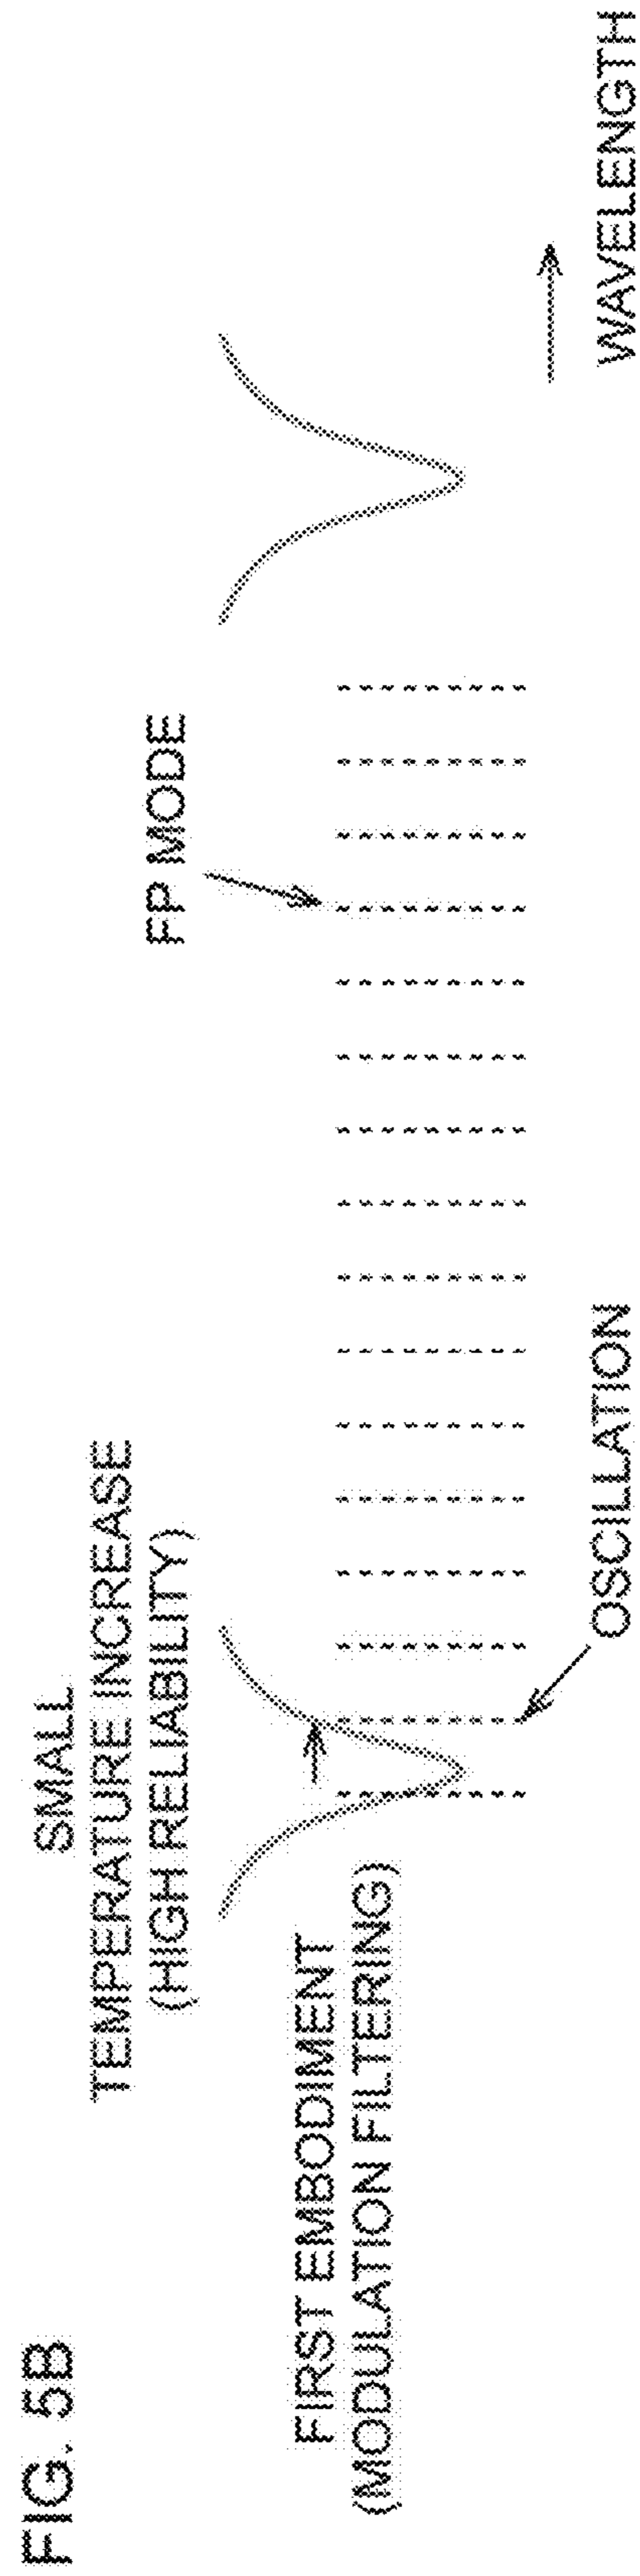 FIG. 5B
SMALL
TEMPERATURE INCREASE
(HIGH RELIABILITY)
FP MODE
FIRST EMBODIMENT
(MODULATION FILTERING)
OSCILLATION
WAVELENGTH